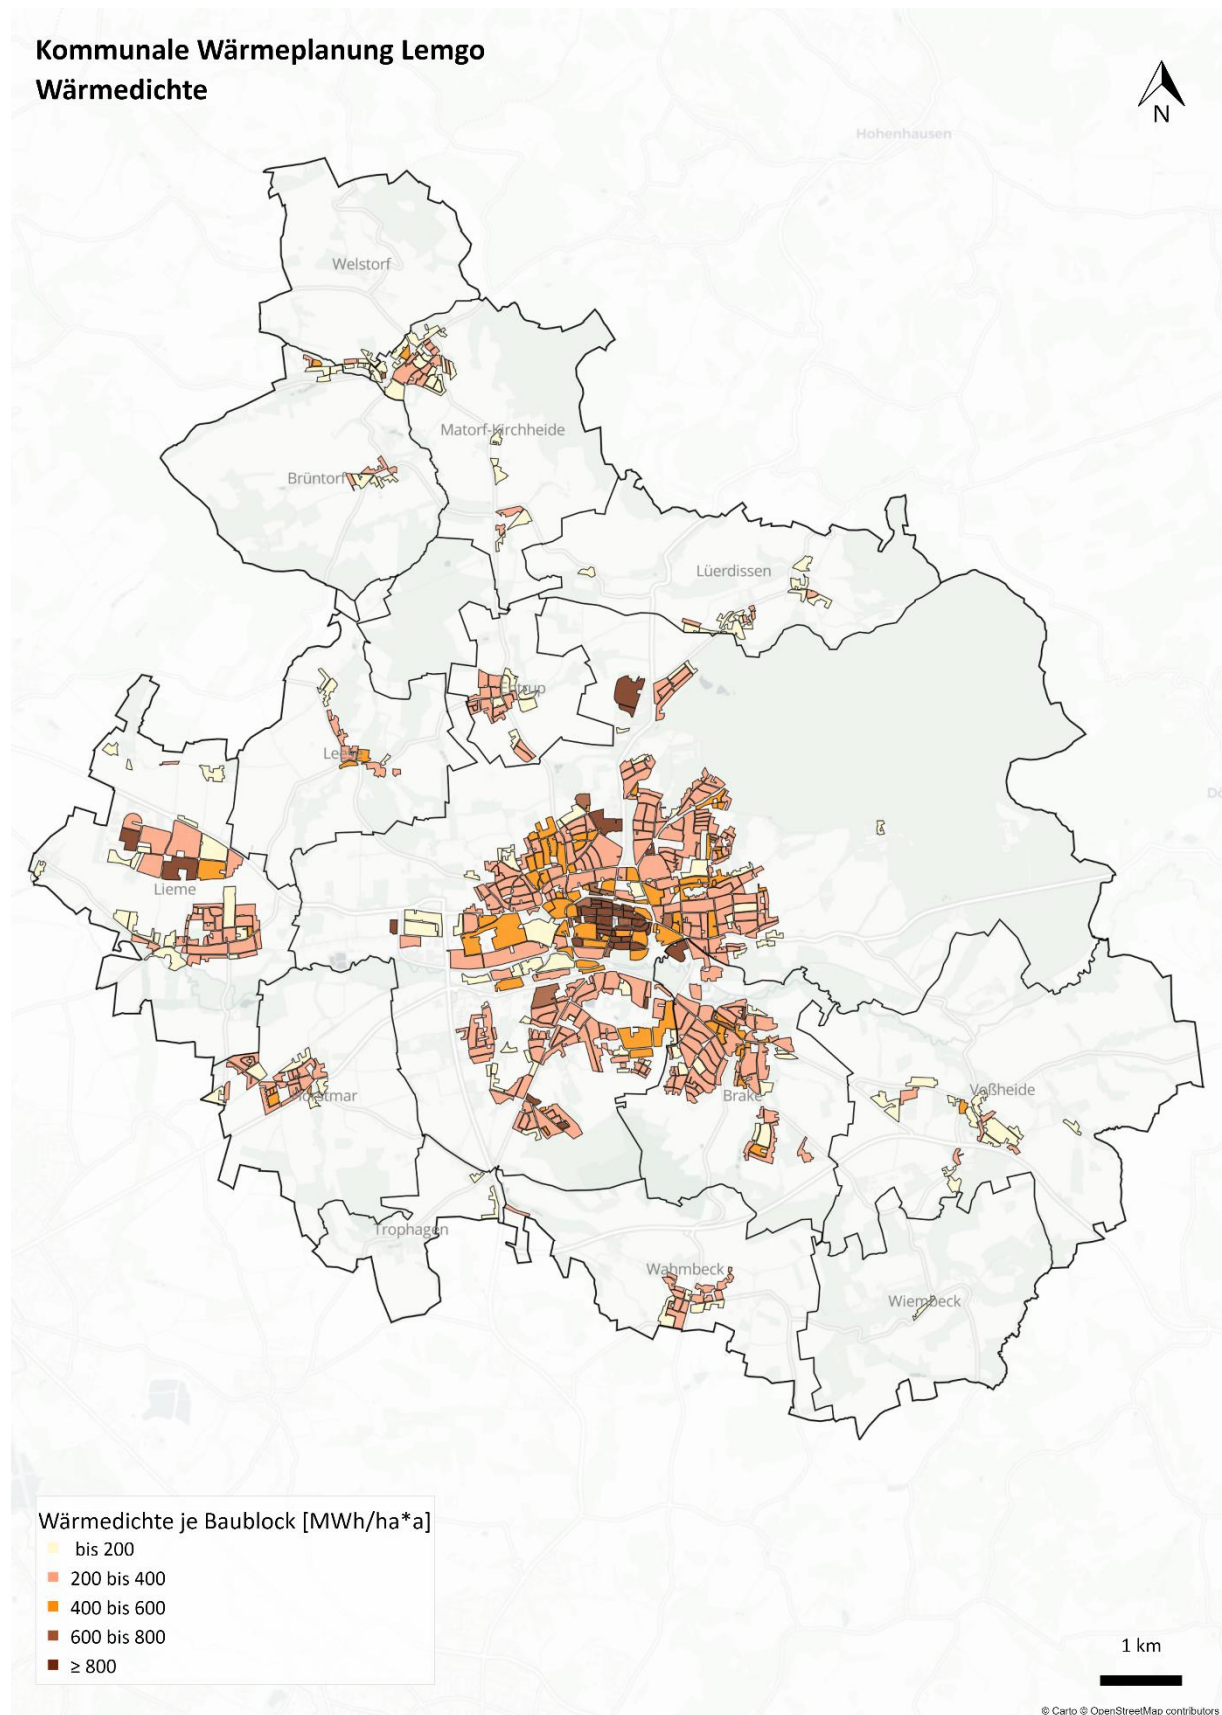 Kommunale Wärmeplanung Lemgo
Wärmedichte
N
Hohenhausen
Welstorf
Matorf-Kirchheide
Brüntorf
Lüerdissen
Entrup
Leese
Lieme
Voßheide
Brake
Trophagen
Wahmbeck
Wiembeck
Wärmedichte je Baublock [MWh/ha*a]
bis 200
200 bis 400
400 bis 600
600 bis 800
≥ 800
1 km
© Carto © OpenStreetMap contributors